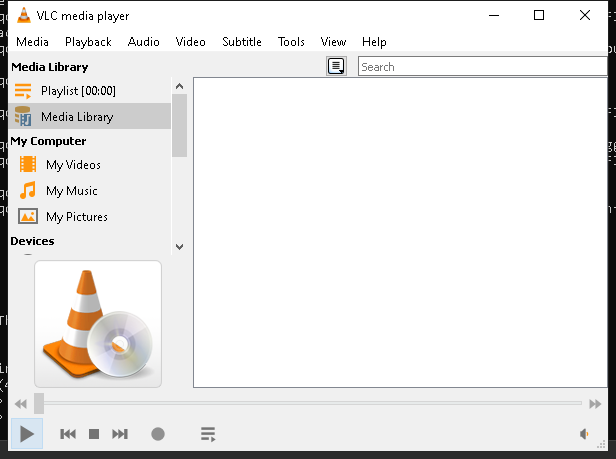 VLC media player
Media Playback Audio Video Subtitle Tools View Help
Media Library
Search
Playlist [00:00]
Media Library
My Computer
My Videos
My Music
My Pictures
Devices